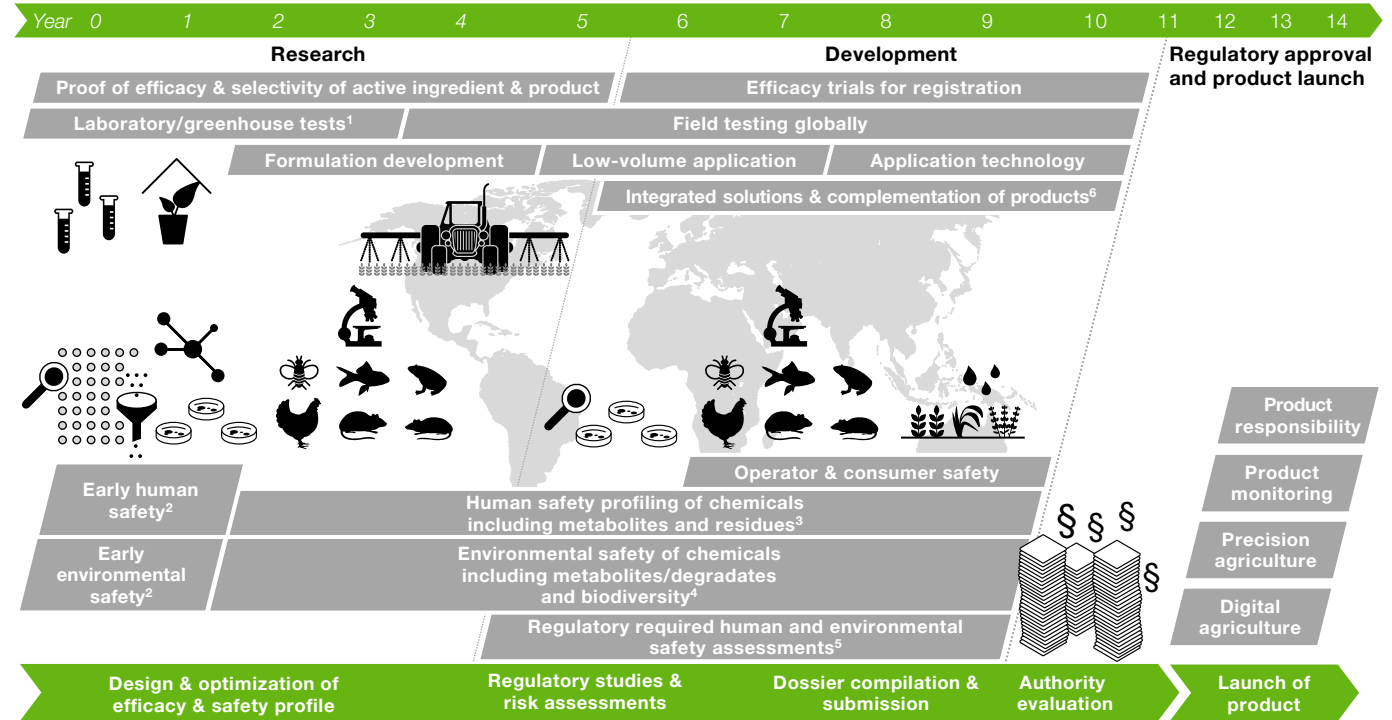 Year 0 1 2 3 4 5 6 7 8 9 10 11 12 13 14
Research
Development
Regulatory approval
and product launch
Proof of efficacy & selectivity of active ingredient & product
Efficacy trials for registration
Laboratory/greenhouse tests¹
Field testing globally
Formulation development
Low-volume application
Application technology
Integrated solutions & complementation of products⁶
Product
responsibility
Operator & consumer safety
Product
monitoring
Early human
safety²
Human safety profiling of chemicals
including metabolites and residues³
§ § §
§
Precision
agriculture
Early
environmental
safety²
Environmental safety of chemicals
including metabolites/degradates
and biodiversity⁴
Digital
agriculture
Regulatory required human and environmental
safety assessments⁵
Design & optimization of
efficacy & safety profile
Regulatory studies &
risk assessments
Dossier compilation &
submission
Authority
evaluation
Launch of
product